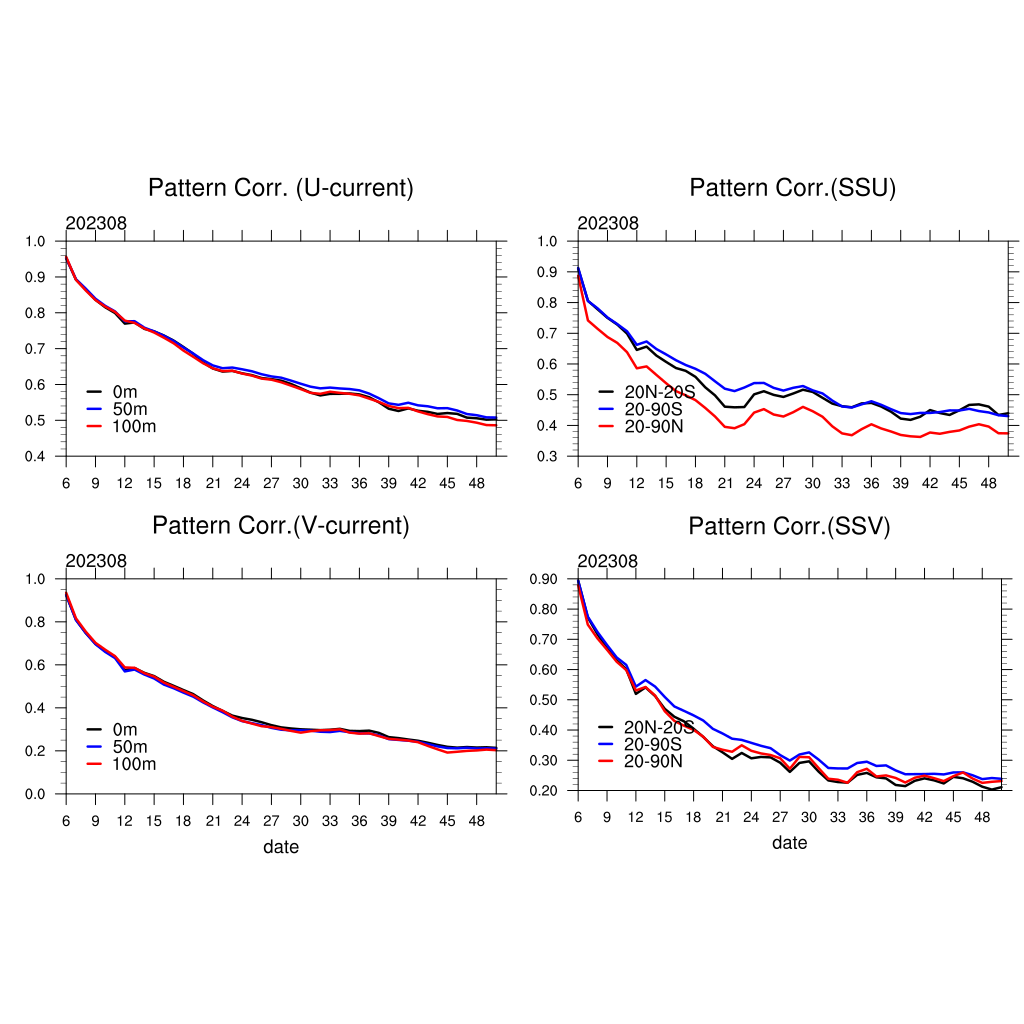 Pattern Corr. (U-current)
202308
1.0
0.9
0.8
0.7
0.6
0.5
0.4
0m
50m
100m
6 9 12 15 18 21 24 27 30 33 36 39 42 45 48
Pattern Corr.(SSU)
202308
1.0
0.9
0.8
0.7
0.6
0.5
0.4
0.3
20N-20S
20-90S
20-90N
6 9 12 15 18 21 24 27 30 33 36 39 42 45 48
Pattern Corr.(V-current)
202308
1.0
0.8
0.6
0.4
0.2
0.0
0m
50m
100m
6 9 12 15 18 21 24 27 30 33 36 39 42 45 48
date
Pattern Corr.(SSV)
202308
0.90
0.80
0.70
0.60
0.50
0.40
0.30
0.20
20N-20S
20-90S
20-90N
6 9 12 15 18 21 24 27 30 33 36 39 42 45 48
date